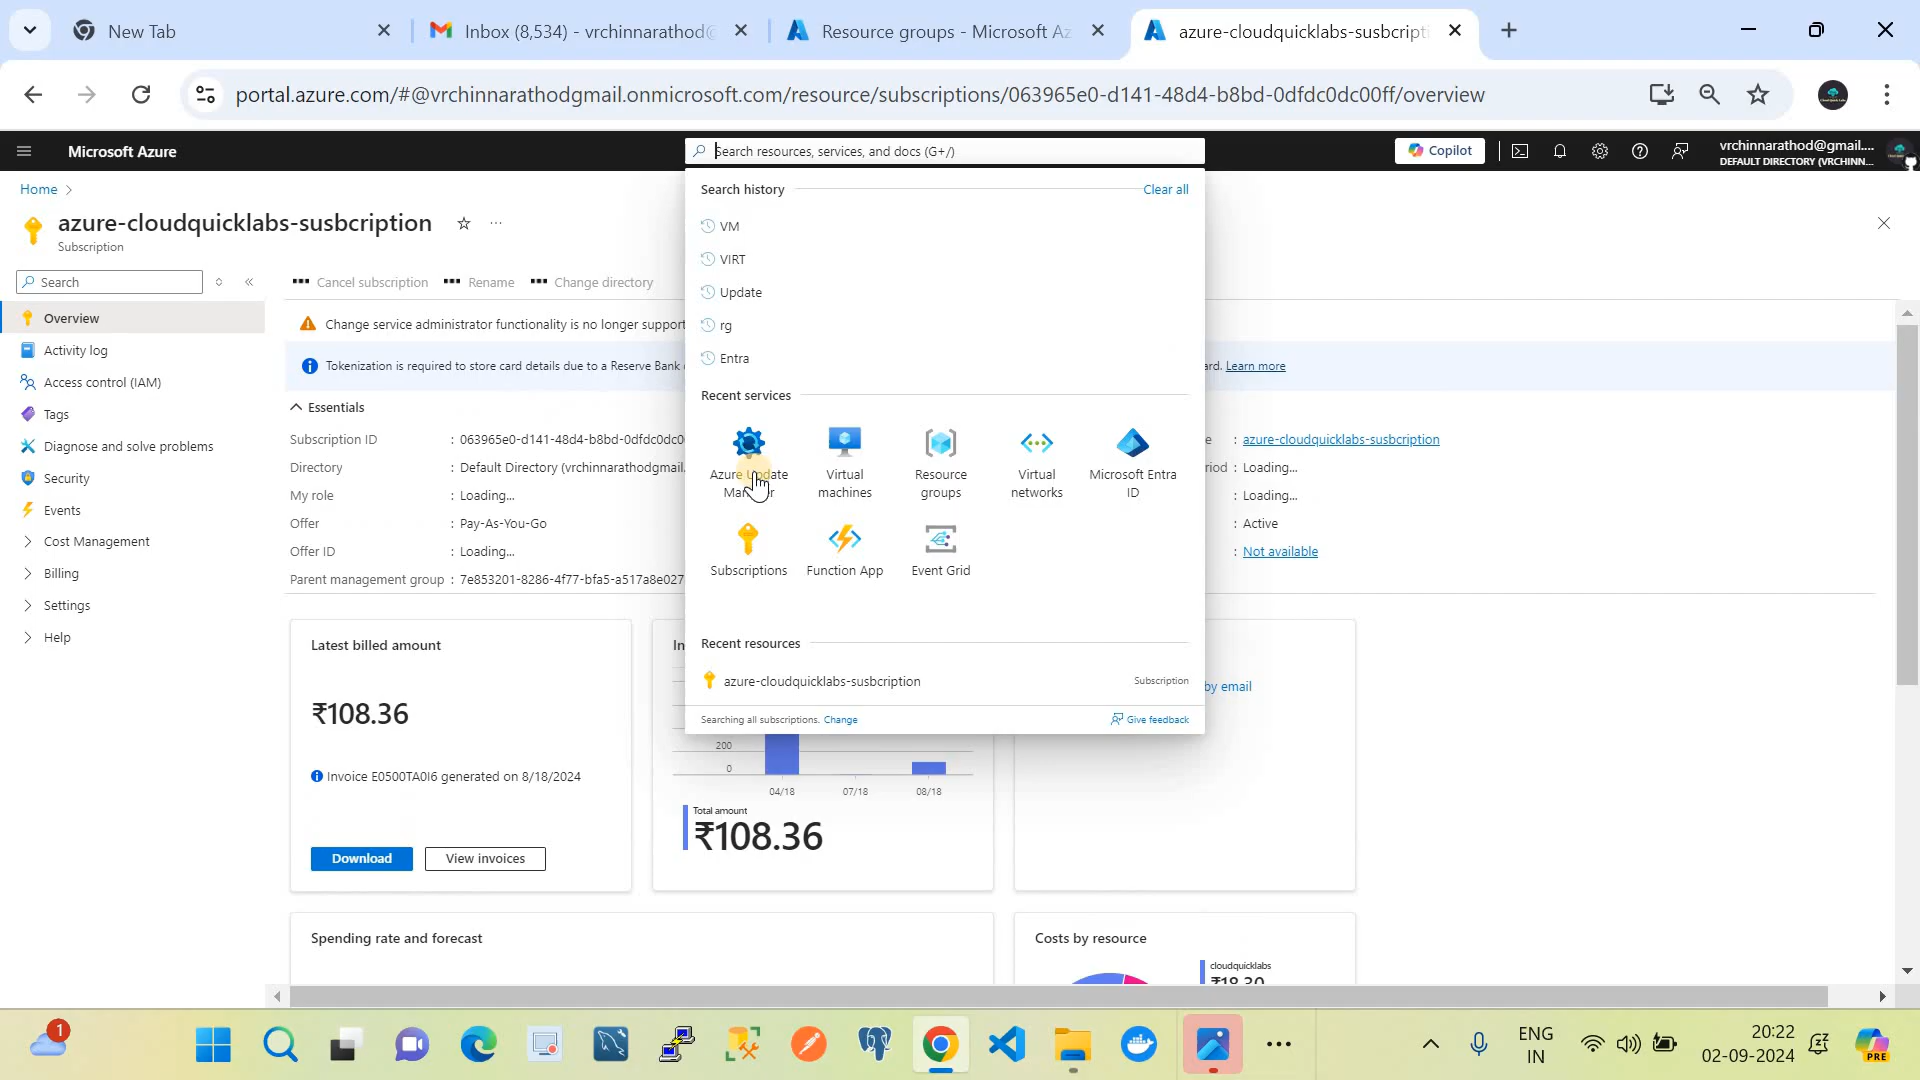 New Tab
Inbox (8,534) - vrchinnarathod@
Resource groups - Microsoft Az
azure-cloudquicklabs-susbcripti
portal.azure.com/#@vrchinnarathodgmail.onmicrosoft.com/resource/subscriptions/063965e0-d141-48d4-b8bd-0dfdc0dc00ff/overview
Microsoft Azure
Search resources, services, and docs (G+/)
Copilot
vrchinnarathod@gmail....
DEFAULT DIRECTORY (VRCHINN...
Home
azure-cloudquicklabs-susbcription
Subscription
Search
Overview
Activity log
Access control (IAM)
Tags
Diagnose and solve problems
Security
Events
Cost Management
Billing
Settings
Help
Cancel subscription
Rename
Change directory
Change service administrator functionality is no longer support
Tokenization is required to store card details due to a Reserve Bank
ard. Learn more
Essentials
Subscription ID : 063965e0-d141-48d4-b8bd-0dfdc0dc0
Directory : Default Directory (vrchinnarathodgmail.
My role : Loading...
Offer : Pay-As-You-Go
Offer ID : Loading...
Parent management group : 7e853201-8286-4f77-bfa5-a517a8e027
e : azure-cloudquicklabs-susbcription
riod : Loading...
: Loading...
: Active
: Not available
Search history
Clear all
VM
VIRT
Update
rg
Entra
Recent services
Azure Update
Virtual machines
Resource groups
Virtual networks
Microsoft Entra ID
Subscriptions
Function App
Event Grid
Recent resources
azure-cloudquicklabs-susbcription
Subscription
Searching all subscriptions. Change
Give feedback
Latest billed amount
₹108.36
Invoice E0500TA0I6 generated on 8/18/2024
Download
View invoices
In
200
0
04/18
07/18
08/18
Total amount
₹108.36
by email
Spending rate and forecast
Costs by resource
cloudquicklabs
₹18.30
1
ENG
IN
20:22
02-09-2024
PRE